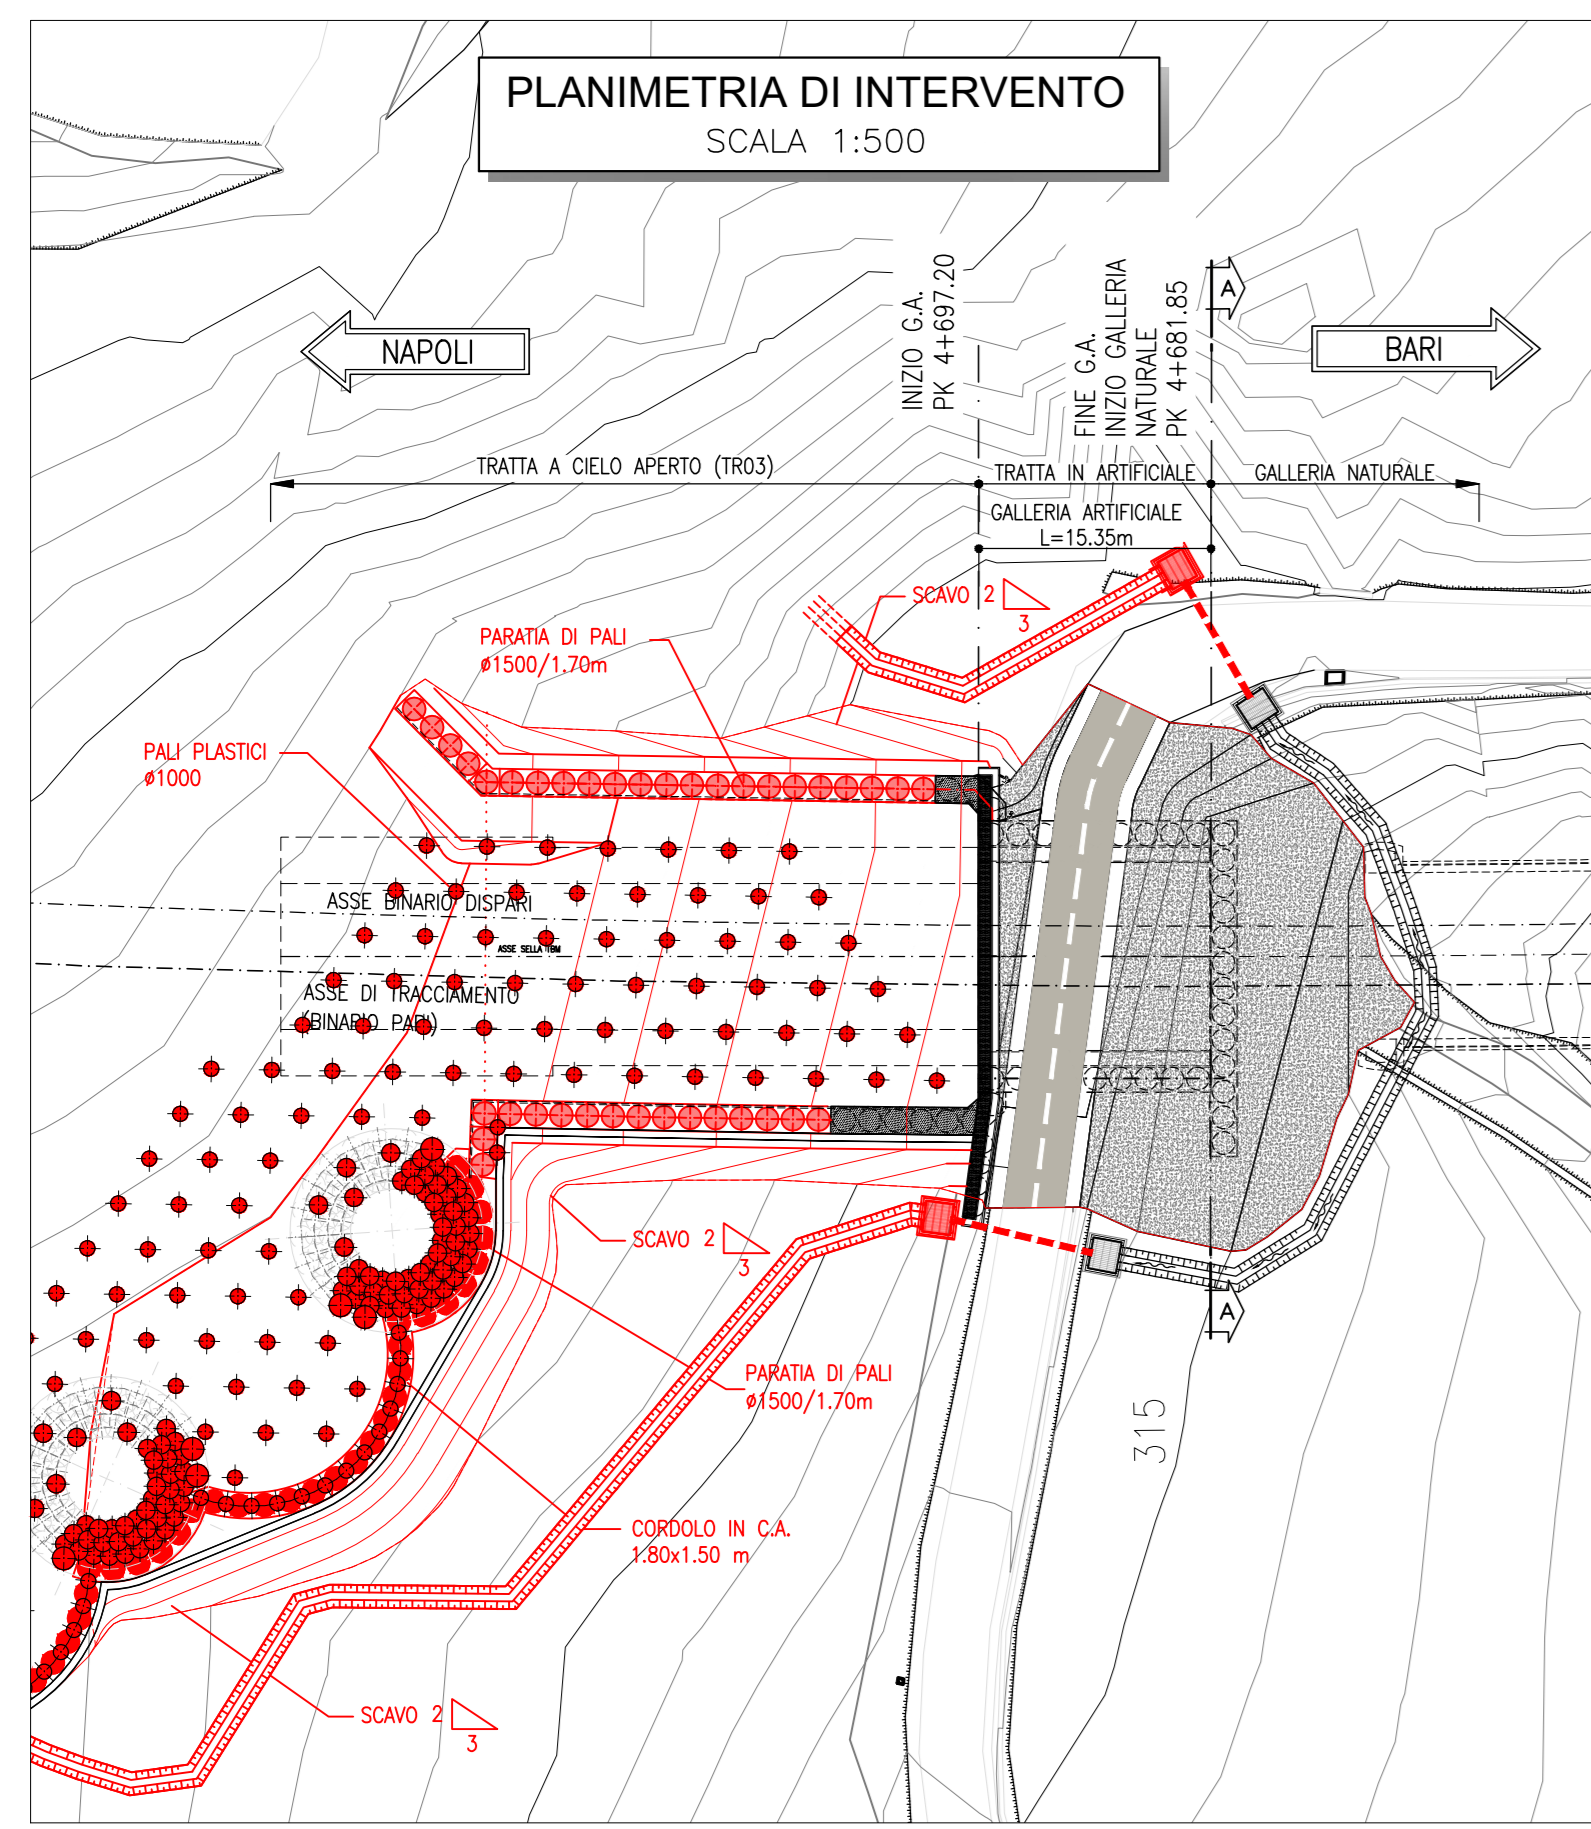 PLANIMETRIA DI INTERVENTO
SCALA 1:500
NAPOLI
BARI
INIZIO G.A.
PK 4+697.20
FINE G.A.
INIZIO GALLERIA
NATURALE
PK 4+681.85
A
TRATTA A CIELO APERTO (TR03)
TRATTA IN ARTIFICIALE
GALLERIA NATURALE
GALLERIA ARTIFICIALE
L=15.35m
SCAVO 2
3
PARATIA DI PALI
ø1500/1.70m
PALI PLASTICI
ø1000
ASSE BINARIO DISPARI
ASSE SELLA TBM
ASSE DI TRACCIAMENTO
(BINARIO PARI)
SCAVO 2
3
A
PARATIA DI PALI
ø1500/1.70m
315
CORDOLO IN C.A.
1.80x1.50 m
SCAVO 2
3